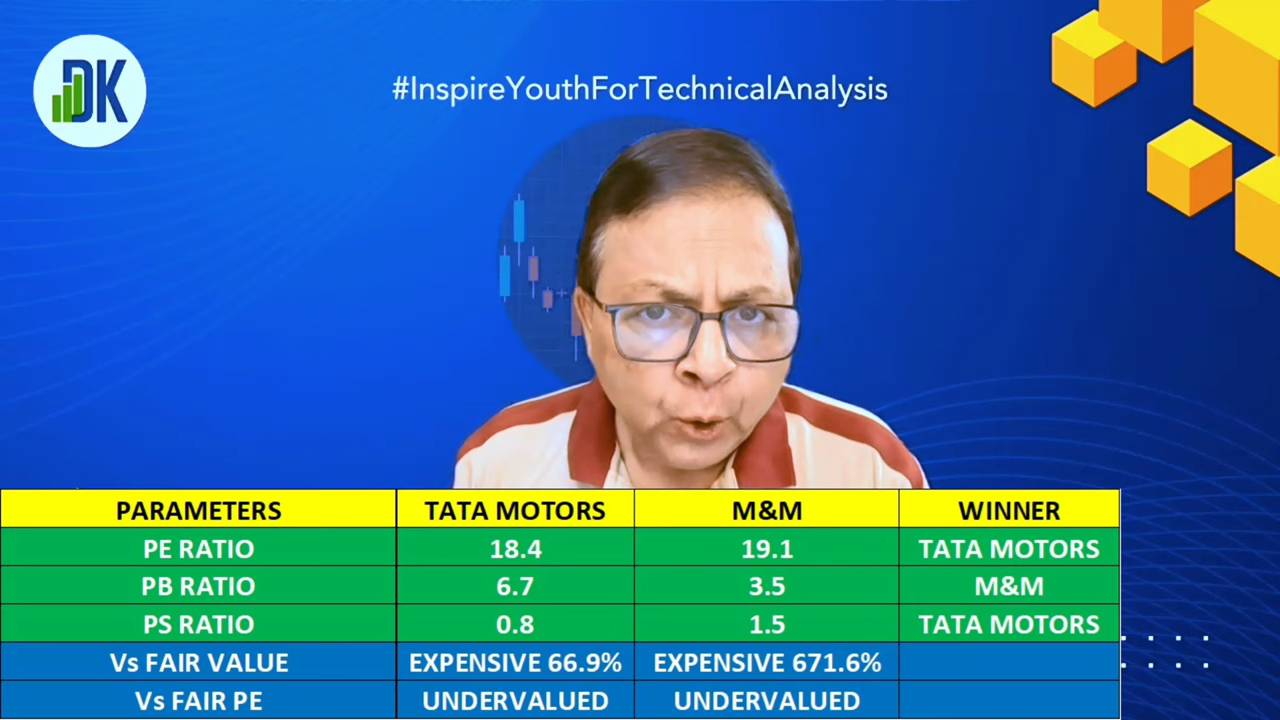 DK
#InspireYouthForTechnicalAnalysis
PARAMETERS TATA MOTORS M&M WINNER
PE RATIO 18.4 19.1 TATA MOTORS
PB RATIO 6.7 3.5 M&M
PS RATIO 0.8 1.5 TATA MOTORS
Vs FAIR VALUE EXPENSIVE 66.9% EXPENSIVE 671.6%
Vs FAIR PE UNDERVALUED UNDERVALUED